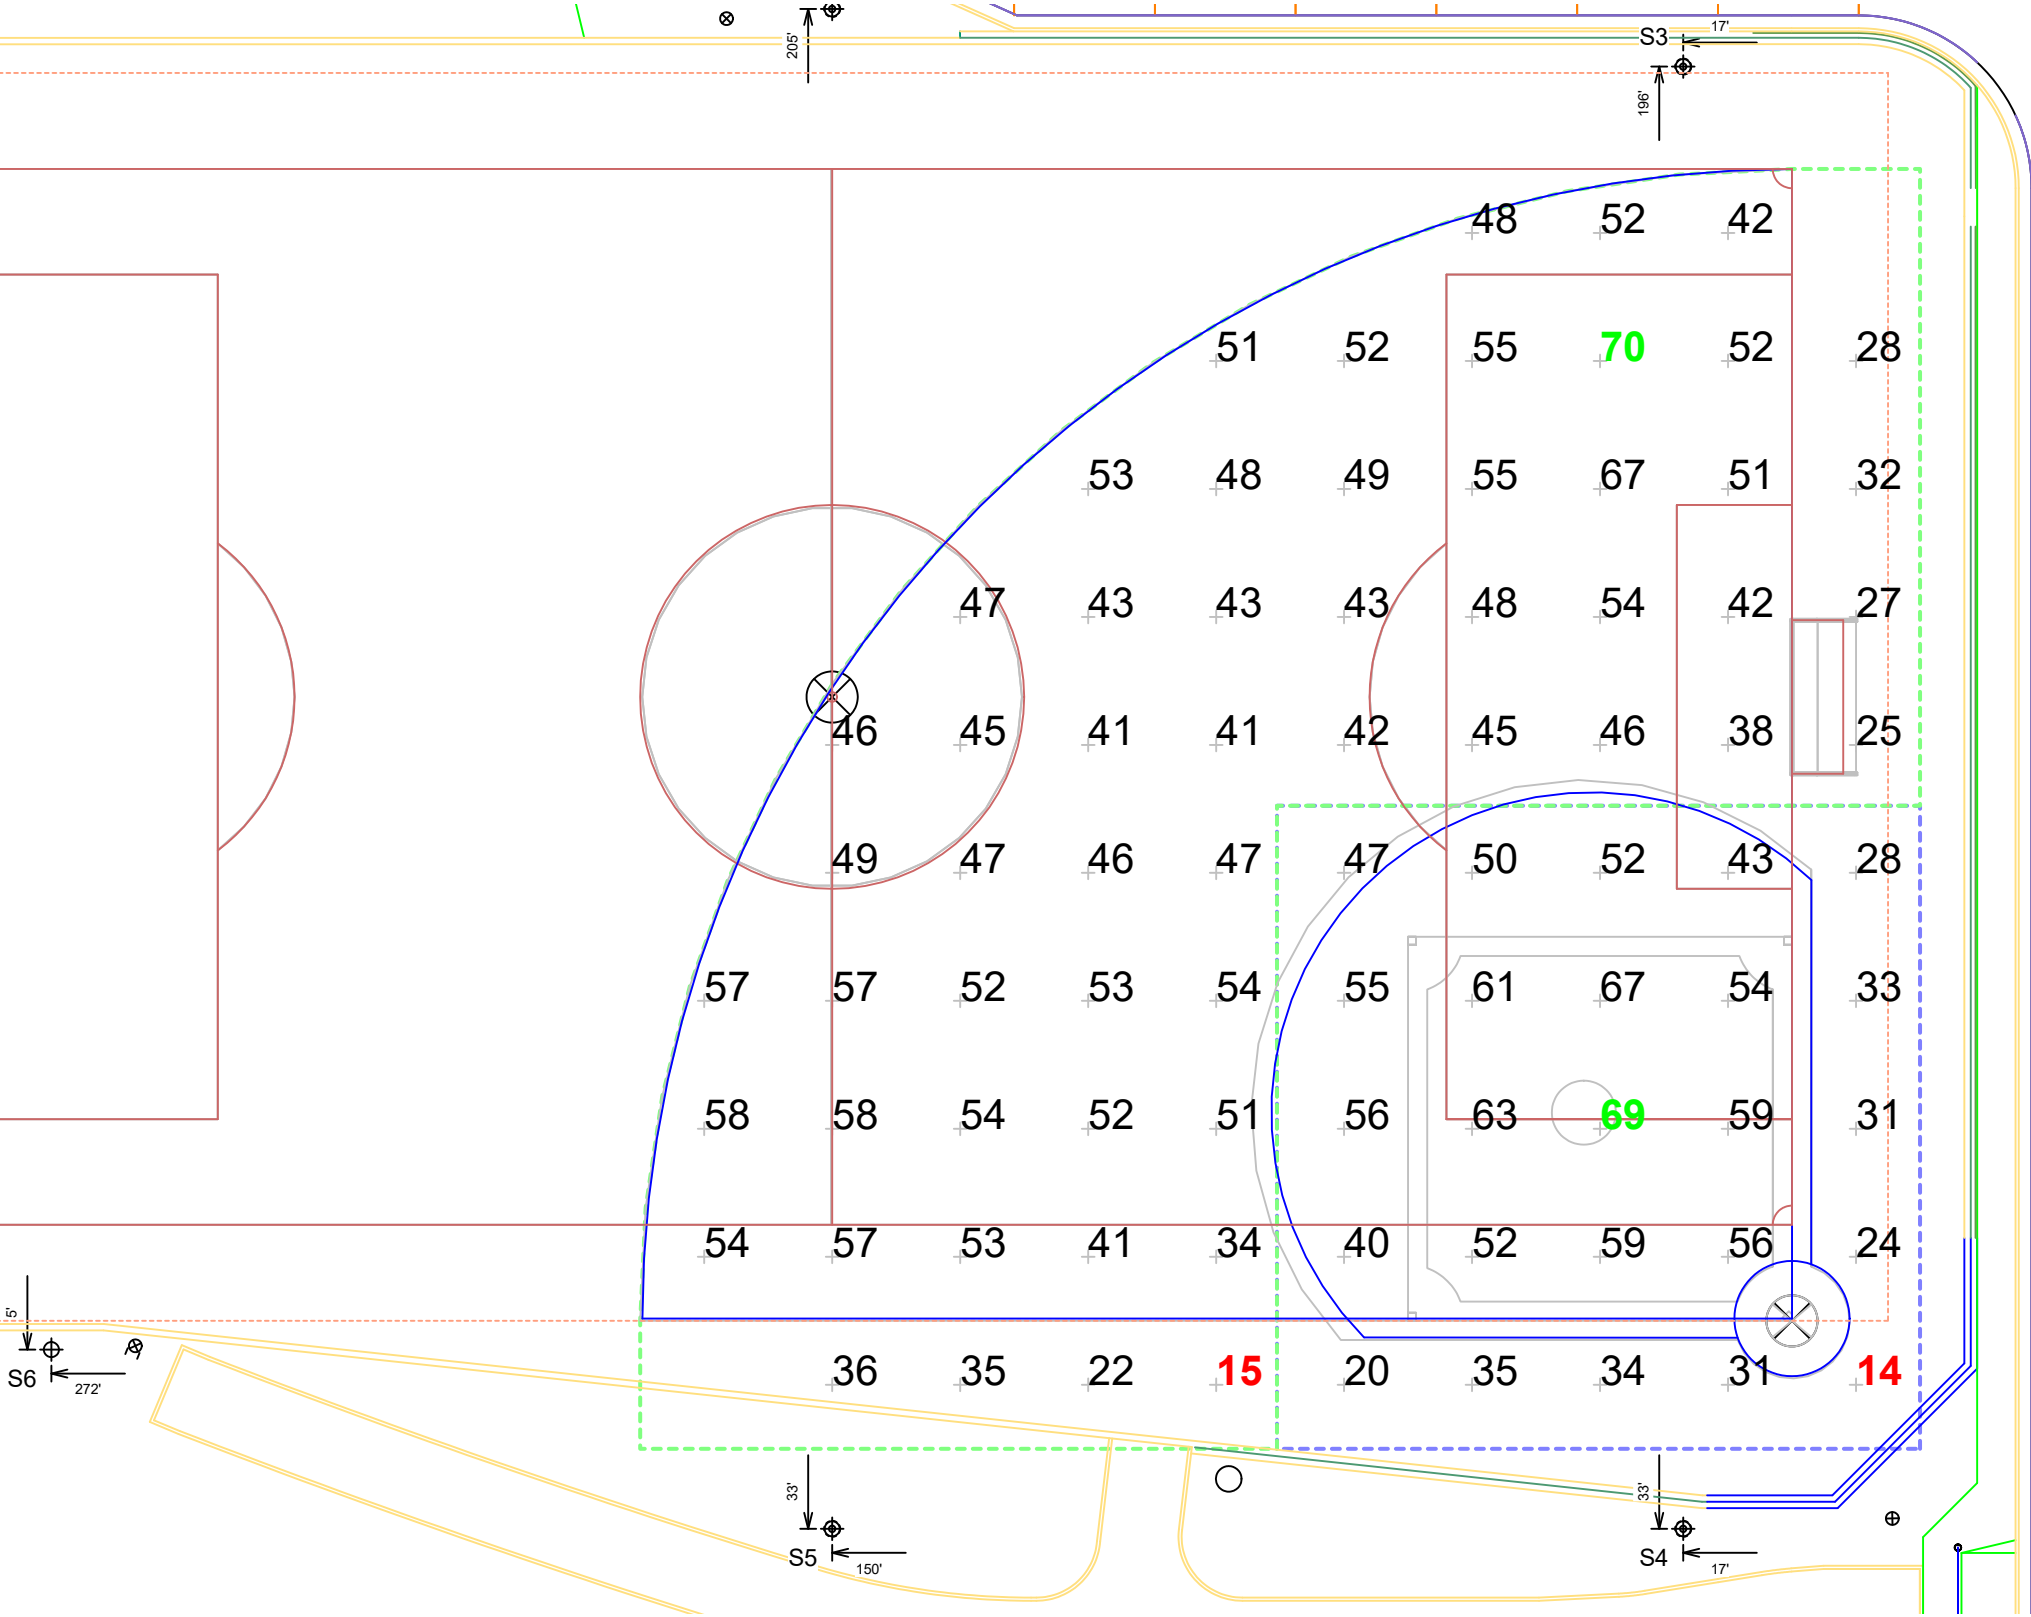 205'
S3 17'
196'
48 52 42
51 52 55 70 52 28
53 48 49 55 67 51 32
47 43 43 43 48 54 42 27
46 45 41 41 42 45 46 38 25
49 47 46 47 47 50 52 43 28
57 57 52 53 54 55 61 67 54 33
58 58 54 52 51 56 63 69 59 31
54 57 53 41 34 40 52 59 56 24
5'
S6 272'
36 35 22 15 20 35 34 31 14
33' 33'
S5 150' S4 17'